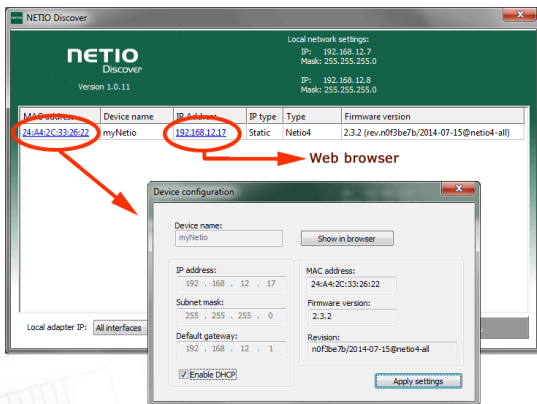 NETIO Discover
NETIO
Discover
Version 1.0.11
Local network settings:
IP: 192.168.12.7
Mask: 255.255.255.0
IP: 192.168.12.8
Mask: 255.255.255.0
MAC address Device name IP Address IP type Type Firmware version
24:A4:2C:33:26:22 myNetio 192.168.12.17 Static Netio4 2.3.2 (rev.n0f3be7b/2014-07-15@netio4-all)
Web browser
Device configuration
Device name:
myNetio
Show in browser
IP address:
192 . 168 . 12 . 17
Subnet mask:
255 . 255 . 255 . 0
Default gateway:
192 . 168 . 12 . 1
Enable DHCP
MAC address:
24:A4:2C:33:26:22
Firmware version:
2.3.2
Revision:
n0f3be7b/2014-07-15@netio4-all
Apply settings
Local adapter IP: All interfaces